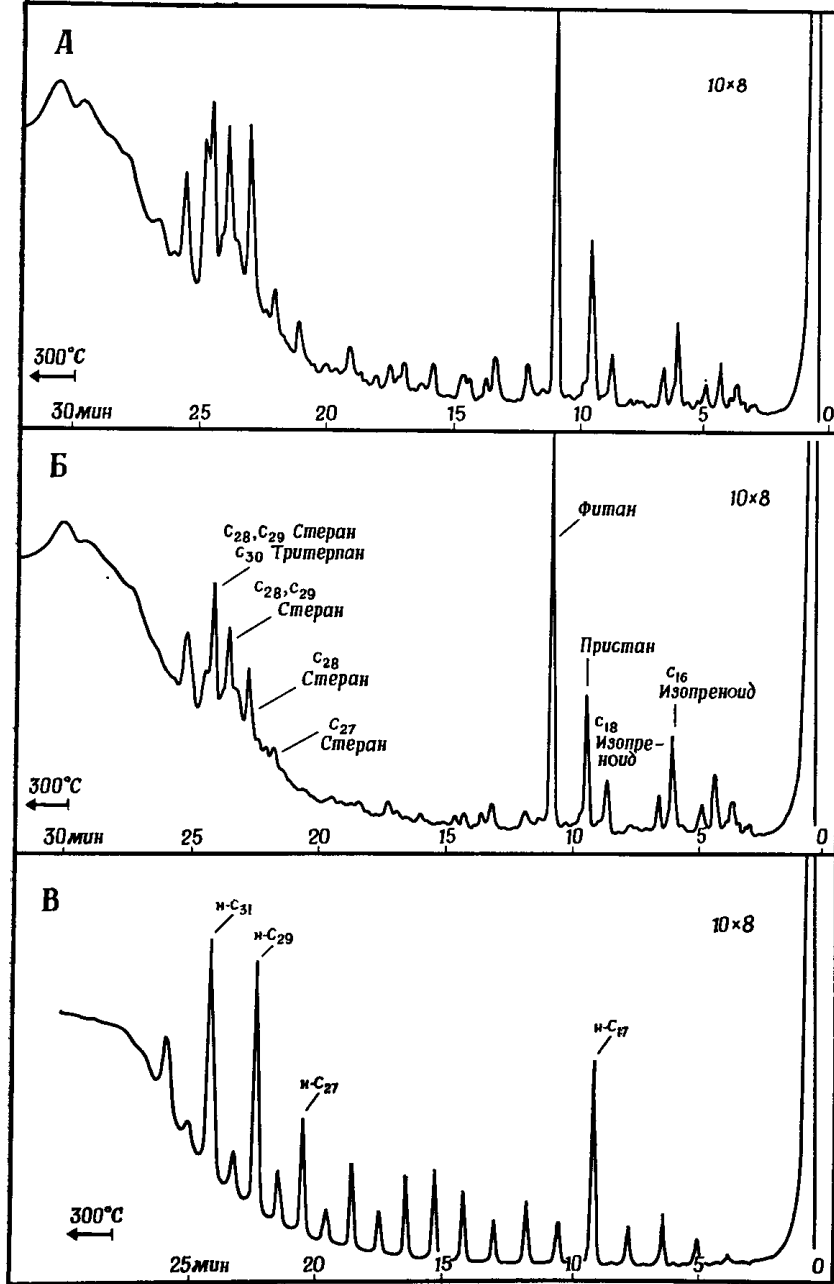 А
10×8
300°C
30мин
25
20
15
10
5
0
Б
10×8
Фитан
C28, C29 Стеран
C30 Тритерпан
C28, C29
Стеран
C28
Стеран
C27
Стеран
Пристан
C16
Изопреноид
C18
Изопре-
ноид
300°C
30мин
25
20
15
10
5
0
В
10×8
н-C31
н-C29
н-C27
н-C17
300°C
25мин
20
15
10
5
0